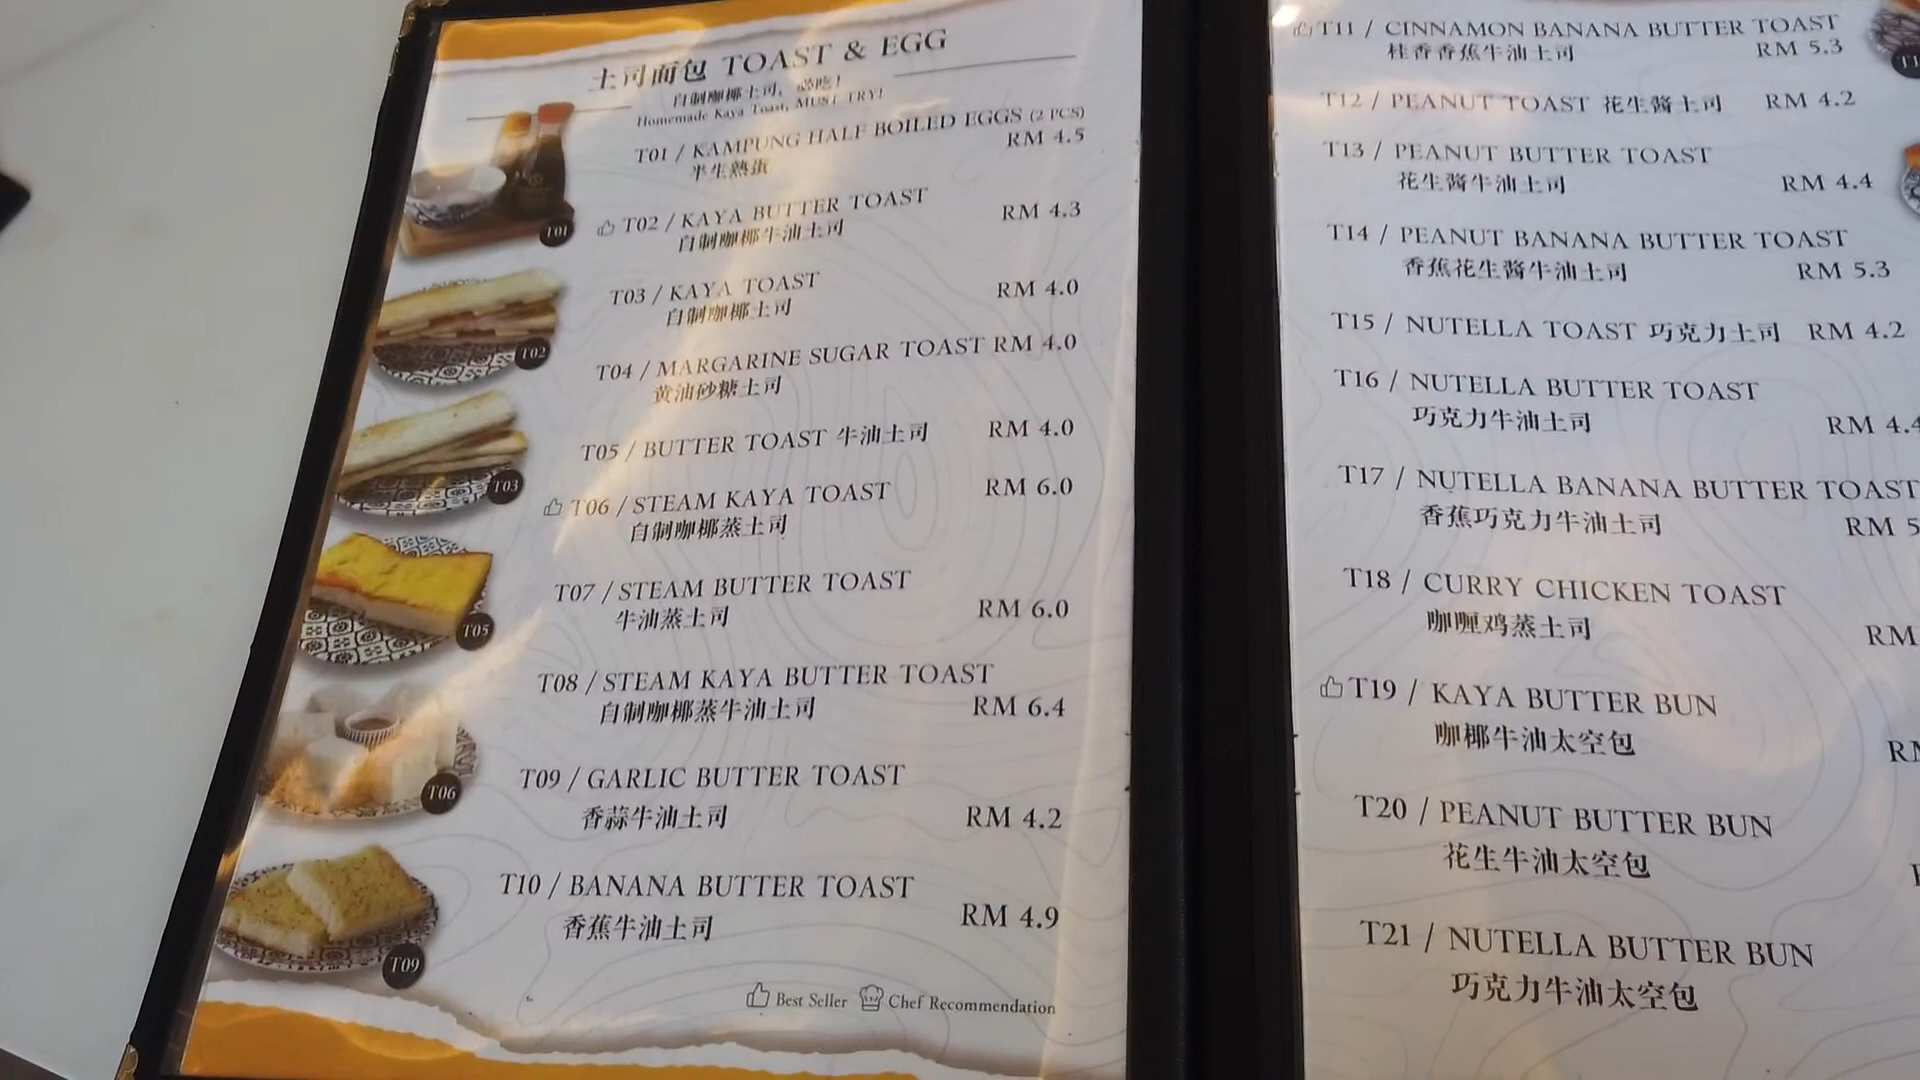 土司面包 TOAST & EGG
自制咖椰土司, 必吃!
Homemade Kaya Toast, MUST TRY!
T01 / KAMPUNG HALF BOILED EGGS (2 PCS)
半生熟蛋 RM 4.5
T02 / KAYA BUTTER TOAST RM 4.3
自制咖椰牛油土司
T03 / KAYA TOAST RM 4.0
自制咖椰土司
T04 / MARGARINE SUGAR TOAST RM 4.0
黄油砂糖土司
T05 / BUTTER TOAST 牛油土司 RM 4.0
T06 / STEAM KAYA TOAST RM 6.0
自制咖椰蒸土司
T07 / STEAM BUTTER TOAST
牛油蒸土司 RM 6.0
T08 / STEAM KAYA BUTTER TOAST
自制咖椰蒸牛油土司 RM 6.4
T09 / GARLIC BUTTER TOAST
香蒜牛油土司 RM 4.2
T10 / BANANA BUTTER TOAST
香蕉牛油土司 RM 4.9
Best Seller Chef Recommendation
T01
T02
T03
T05
T06
T09
T11 / CINNAMON BANANA BUTTER TOAST
桂香香蕉牛油土司 RM 5.3
T12 / PEANUT TOAST 花生酱土司 RM 4.2
T13 / PEANUT BUTTER TOAST
花生酱牛油土司 RM 4.4
T14 / PEANUT BANANA BUTTER TOAST
香蕉花生酱牛油土司 RM 5.3
T15 / NUTELLA TOAST 巧克力土司 RM 4.2
T16 / NUTELLA BUTTER TOAST
巧克力牛油土司 RM 4.4
T17 / NUTELLA BANANA BUTTER TOAST
香蕉巧克力牛油土司 RM 5
T18 / CURRY CHICKEN TOAST
咖喱鸡蒸土司 RM
T19 / KAYA BUTTER BUN
咖椰牛油太空包
T20 / PEANUT BUTTER BUN
花生牛油太空包
T21 / NUTELLA BUTTER BUN
巧克力牛油太空包